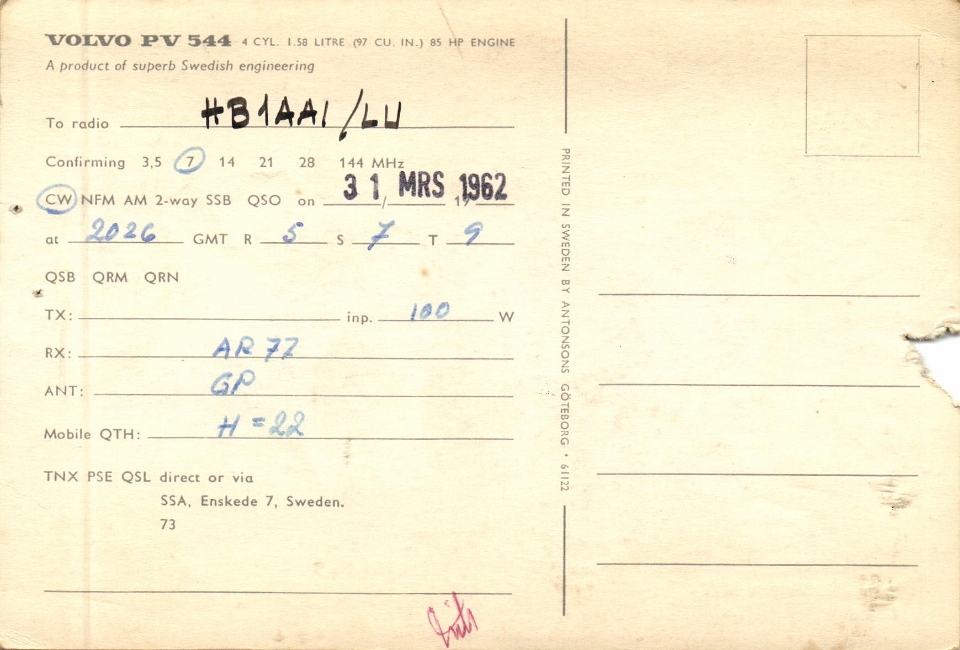 VOLVO PV 544 4 CYL. 1.58 LITRE (97 CU. IN.) 85 HP ENGINE
A product of superb Swedish engineering
To radio HB1AAI/LU
Confirming 3,5 7 14 21 28 144 MHz
CW NFM AM 2-way SSB QSO on 31 / MRS 19 1962
at 2026 GMT R 5 S 7 T 9
QSB QRM QRN
TX: inp. 100 W
RX: AR 77
ANT: GP
Mobile QTH: H = 22
TNX PSE QSL direct or via
SSA, Enskede 7, Sweden.
73
PRINTED IN SWEDEN BY ANTONSONS GÖTEBORG • 61122